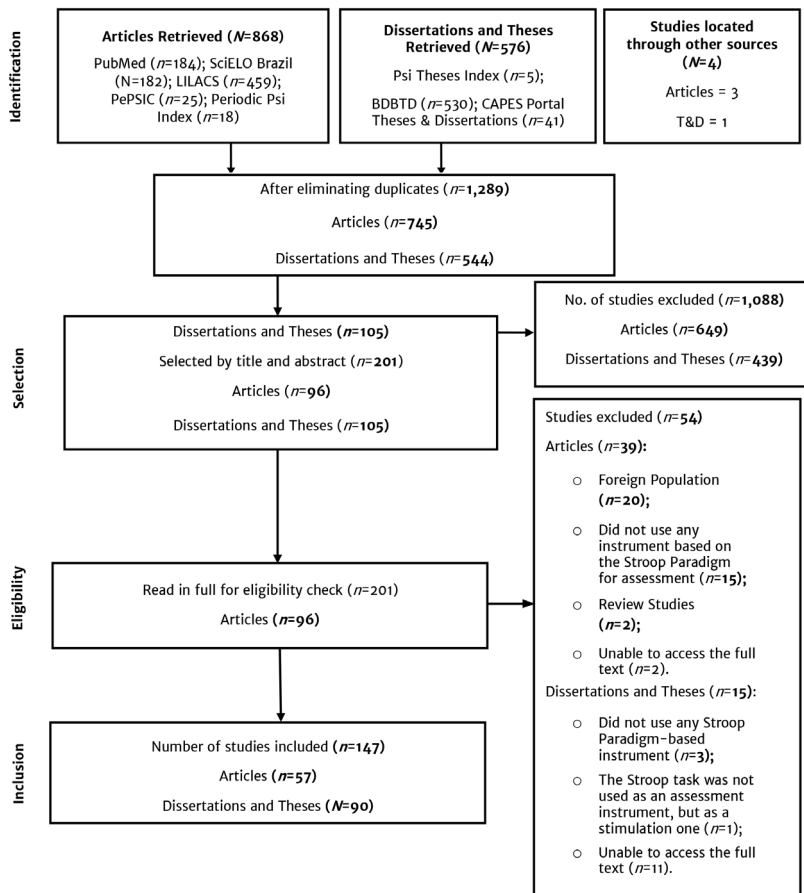 Identification
Articles Retrieved (N=868)
PubMed (n=184); SciELO Brazil
(N=182); LILACS (n=459);
PePSIC (n=25); Periodic Psi
Index (n=18)
Dissertations and Theses
Retrieved (N=576)
Psi Theses Index (n=5);
BDBTD (n=530); CAPES Portal
Theses & Dissertations (n=41)
Studies located
through other sources
(N=4)
Articles = 3
T&D = 1
After eliminating duplicates (n=1,289)
Articles (n=745)
Dissertations and Theses (n=544)
Selection
Dissertations and Theses (n=105)
Selected by title and abstract (n=201)
Articles (n=96)
Dissertations and Theses (n=105)
No. of studies excluded (n=1,088)
Articles (n=649)
Dissertations and Theses (n=439)
Eligibility
Read in full for eligibility check (n=201)
Articles (n=96)
Studies excluded (n=54)
Articles (n=39):
○ Foreign Population
(n=20);
○ Did not use any
instrument based on
the Stroop Paradigm
for assessment (n=15);
○ Review Studies
(n=2);
○ Unable to access the full
text (n=2).
Dissertations and Theses (n=15):
○ Did not use any Stroop
Paradigm-based
instrument (n=3);
○ The Stroop task was not
used as an assessment
instrument, but as a
stimulation one (n=1);
○ Unable to access the full
text (n=11).
Inclusion
Number of studies included (n=147)
Articles (n=57)
Dissertations and Theses (N=90)